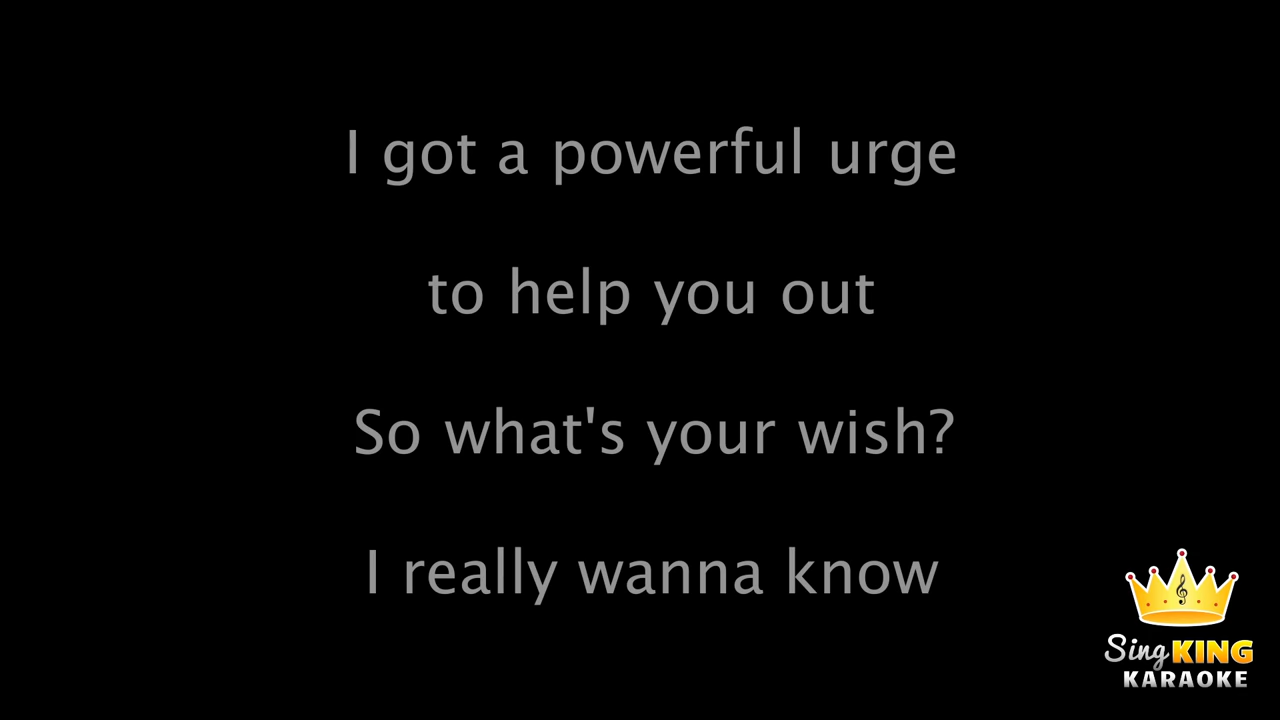 I got a powerful urge
to help you out
So what's your wish?
I really wanna know
Sing KING
KARAOKE